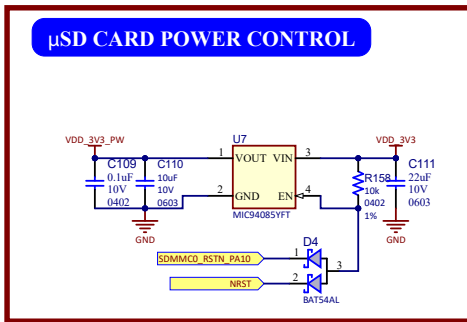 µSD CARD POWER CONTROL
VDD_3V3_PW
C109
0.1uF
10V
0402
C110
10uF
10V
0603
GND
U7
1 VOUT VIN 3
2 GND EN 4
MIC94085YFT
VDD_3V3
R158
10k
0402
1%
C111
22uF
10V
0603
GND
D4
SDMMC0_RSTN_PA10 1
NRST 2
3
BAT54AL